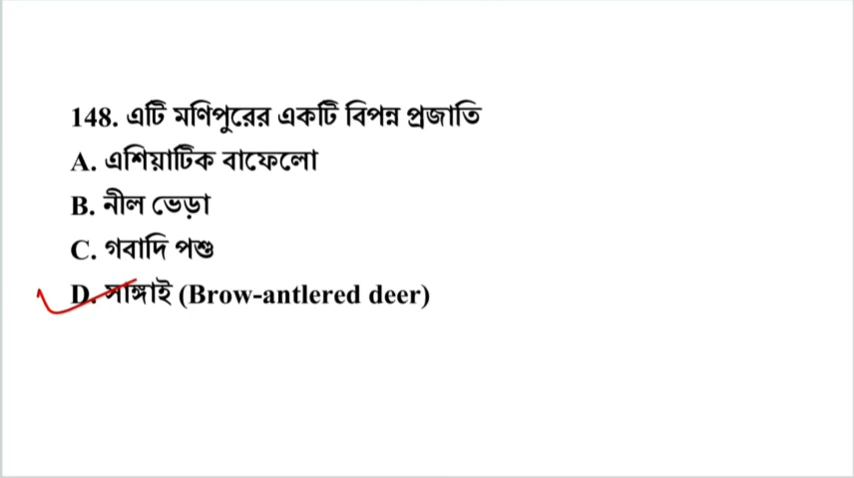 148. এটি মণিপুরের একটি বিপন্ন প্রজাতি
A. এশিয়াটিক বাফেলো
B. নীল ভেড়া
C. গবাদি পশু
D. সাঙ্গাই (Brow-antlered deer)